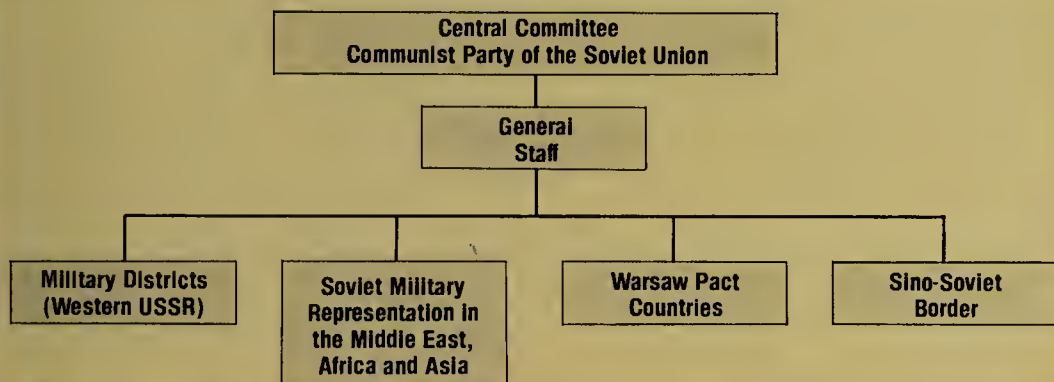 Central Committee
Communist Party of the Soviet Union
General
Staff
Military Districts
(Western USSR)
Soviet Military
Representation in
the Middle East,
Africa and Asia
Warsaw Pact
Countries
Sino-Soviet
Border